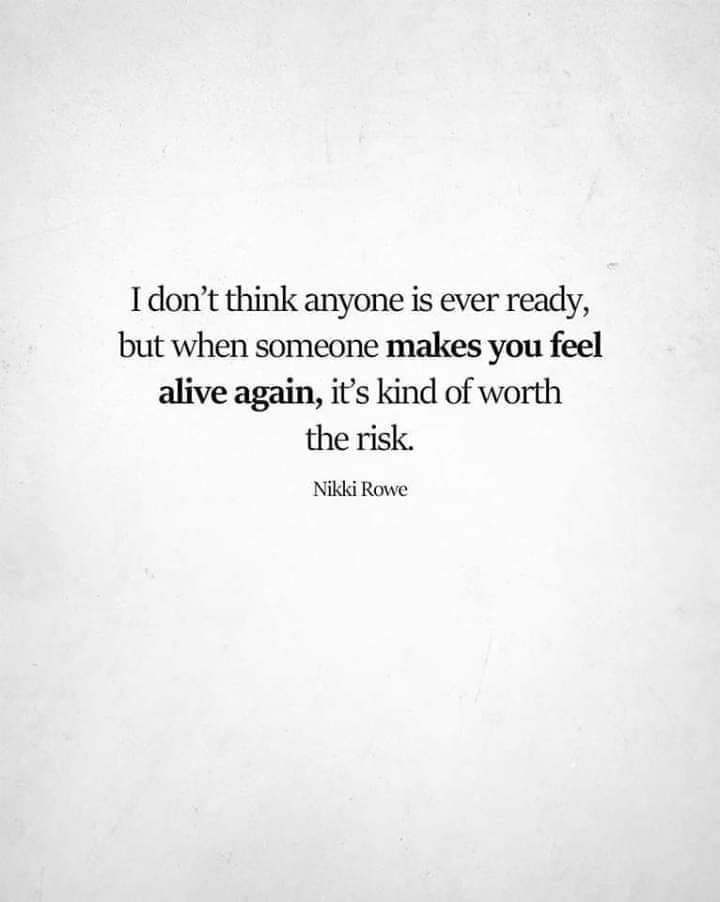 I don’t think anyone is ever ready,
but when someone makes you feel
alive again, it’s kind of worth
the risk.
Nikki Rowe